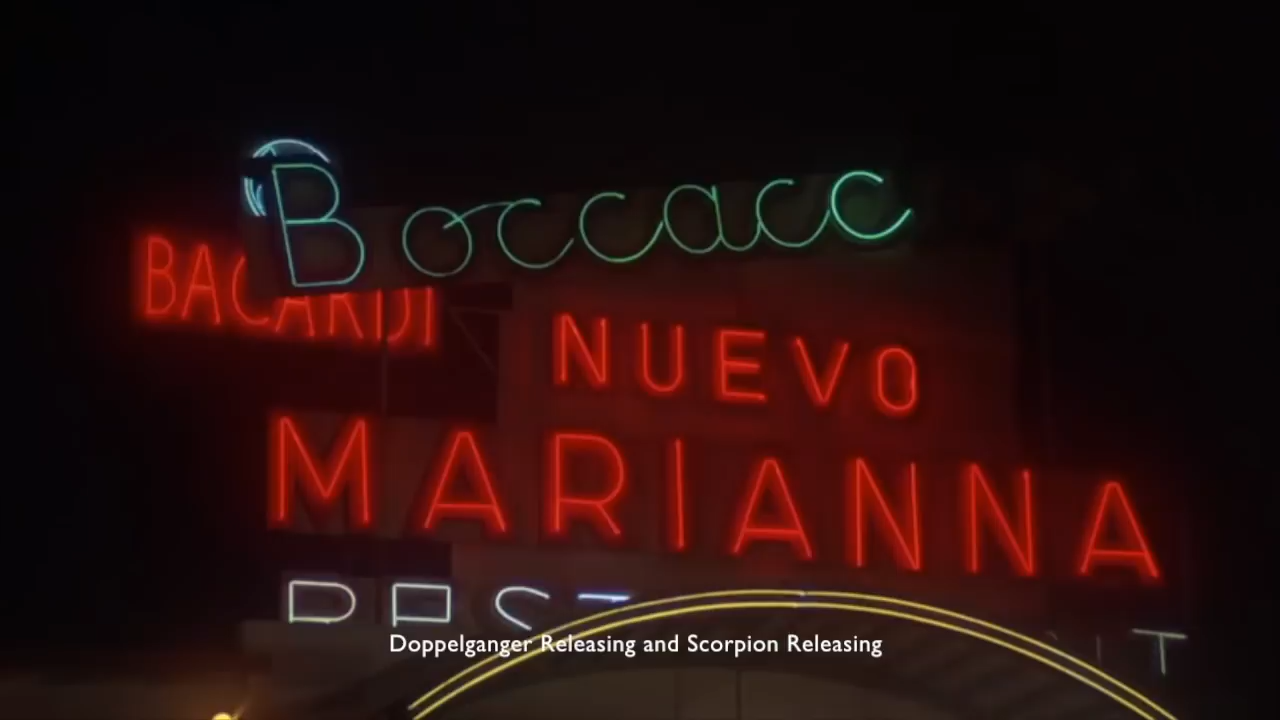 Boccacc
BACARDI
NUEVO
MARIANNA
Doppelganger Releasing and Scorpion Releasing